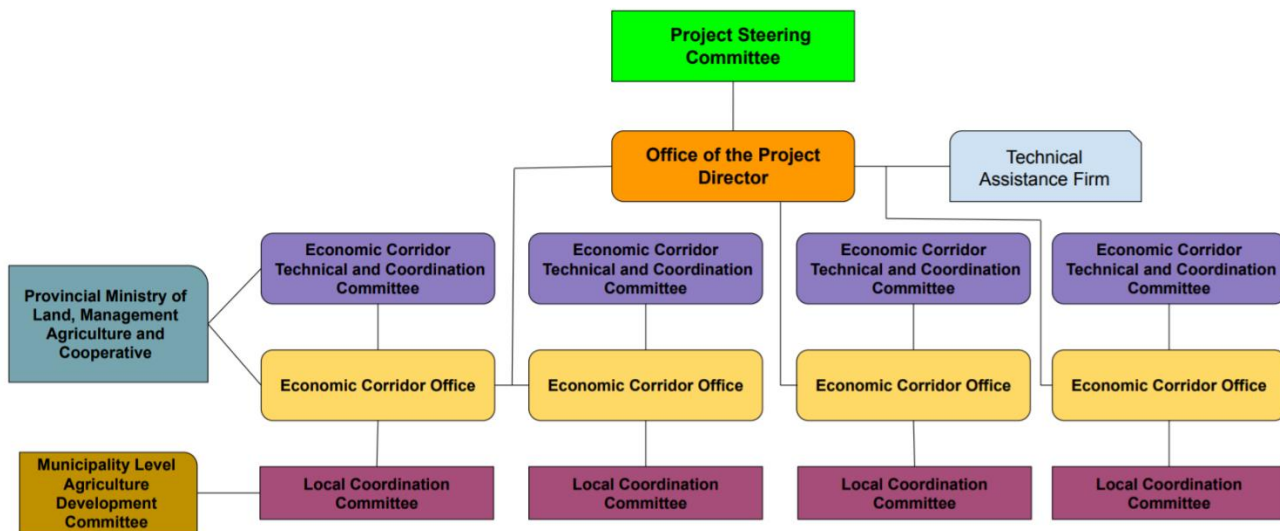 Project Steering
Committee
Office of the Project
Director
Technical
Assistance Firm
Economic Corridor
Technical and Coordination
Committee
Economic Corridor
Technical and Coordination
Committee
Economic Corridor
Technical and Coordination
Committee
Economic Corridor
Technical and Coordination
Committee
Provincial Ministry of
Land, Management
Agriculture and
Cooperative
Economic Corridor Office
Economic Corridor Office
Economic Corridor Office
Economic Corridor Office
Municipality Level
Agriculture
Development
Committee
Local Coordination
Committee
Local Coordination
Committee
Local Coordination
Committee
Local Coordination
Committee